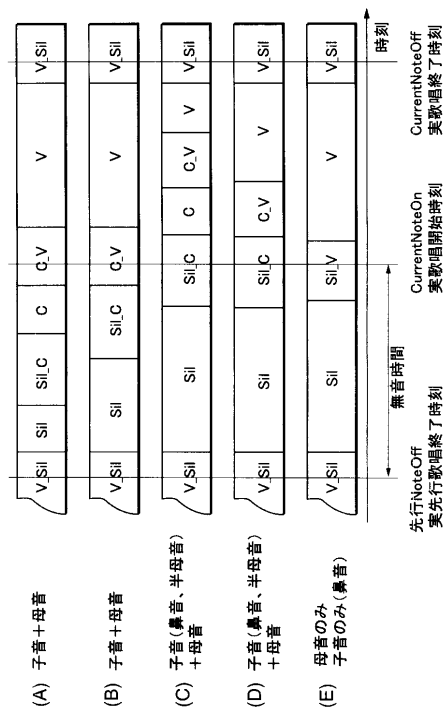 (A) 子音＋母音
V_Sil Sil Sil_C C C_V V V_Sil
(B) 子音＋母音
V_Sil Sil Sil_C C_V V V_Sil
(C) 子音(鼻音、半母音)
＋母音
V_Sil Sil Sil_C C C_V V V_Sil
(D) 子音(鼻音、半母音)
＋母音
V_Sil Sil Sil_C C_V V V_Sil
(E) 母音のみ
子音のみ(鼻音)
V_Sil Sil Sil_V V V_Sil
無音時間
時刻
先行NoteOff
実先行歌唱終了時刻
CurrentNoteOn
実歌唱開始時刻
CurrentNoteOff
実歌唱終了時刻